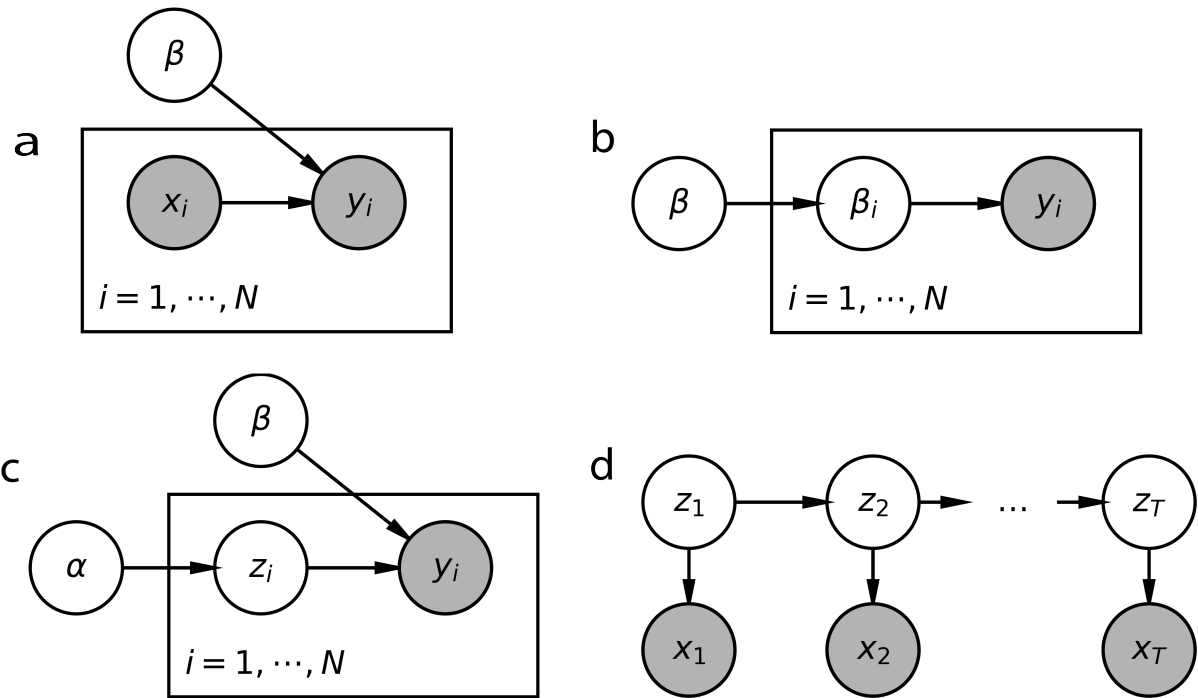 a
β
x_i
y_i
i = 1, ⋯, N
b
β
β_i
y_i
i = 1, ⋯, N
c
β
α
z_i
y_i
i = 1, ⋯, N
d
z_1
z_2
...
z_T
x_1
x_2
x_T